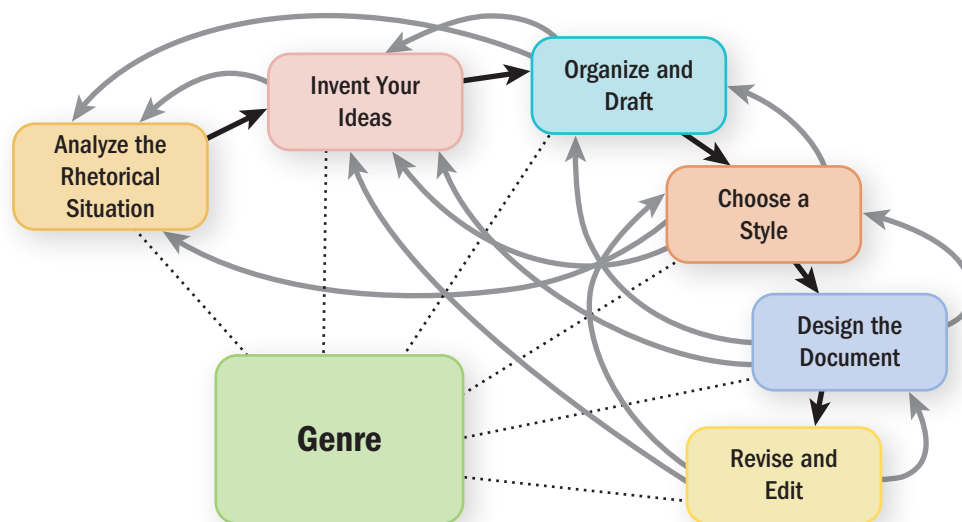 Analyze the
Rhetorical
Situation
Invent Your
Ideas
Organize and
Draft
Choose a
Style
Design the
Document
Revise and
Edit
Genre